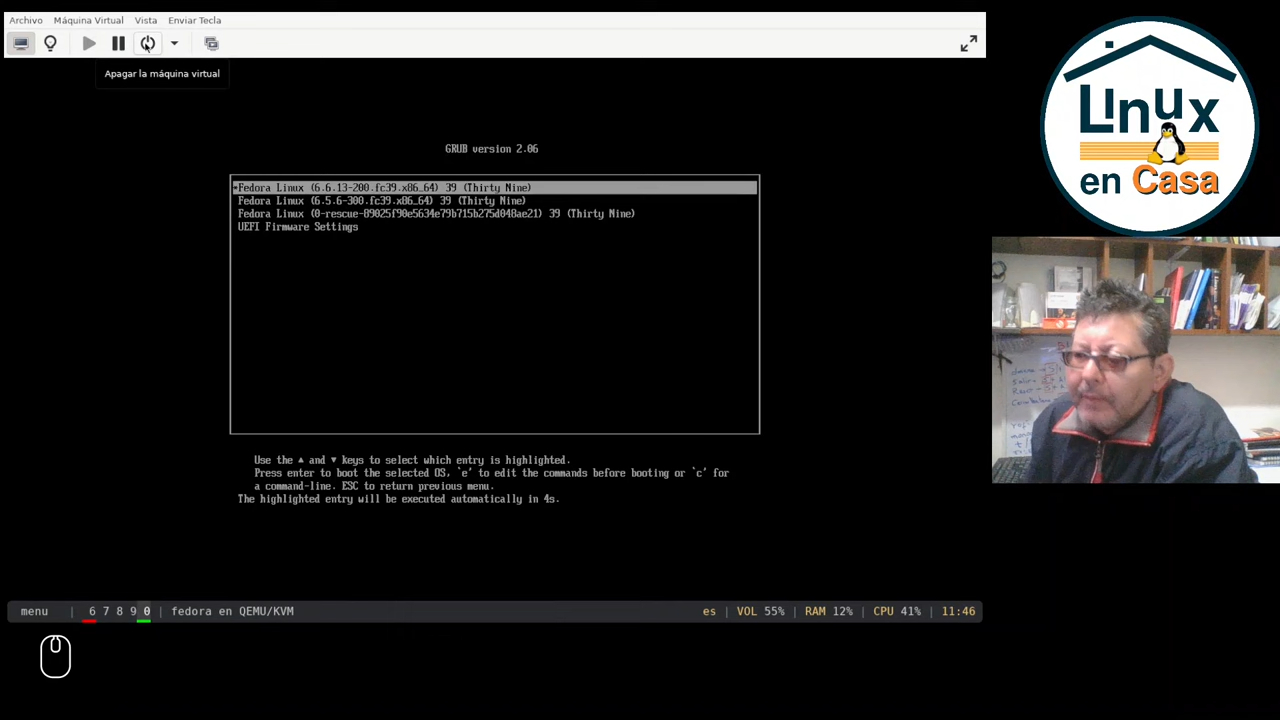 Archivo Máquina Virtual Vista Enviar Tecla
Apagar la máquina virtual
GRUB version 2.06
*Fedora Linux (6.6.13-200.fc39.x86_64) 39 (Thirty Nine)
Fedora Linux (6.5.6-300.fc39.x86_64) 39 (Thirty Nine)
Fedora Linux (0-rescue-89025f90e5634e79b715b275d048ae21) 39 (Thirty Nine)
UEFI Firmware Settings
Use the ▲ and ▼ keys to select which entry is highlighted.
Press enter to boot the selected OS, `e' to edit the commands before booting or `c' for
a command-line. ESC to return previous menu.
The highlighted entry will be executed automatically in 4s.
menu | 6 7 8 9 0 | fedora en QEMU/KVM
es | VOL 55% | RAM 12% | CPU 41% | 11:46
Linux
en Casa